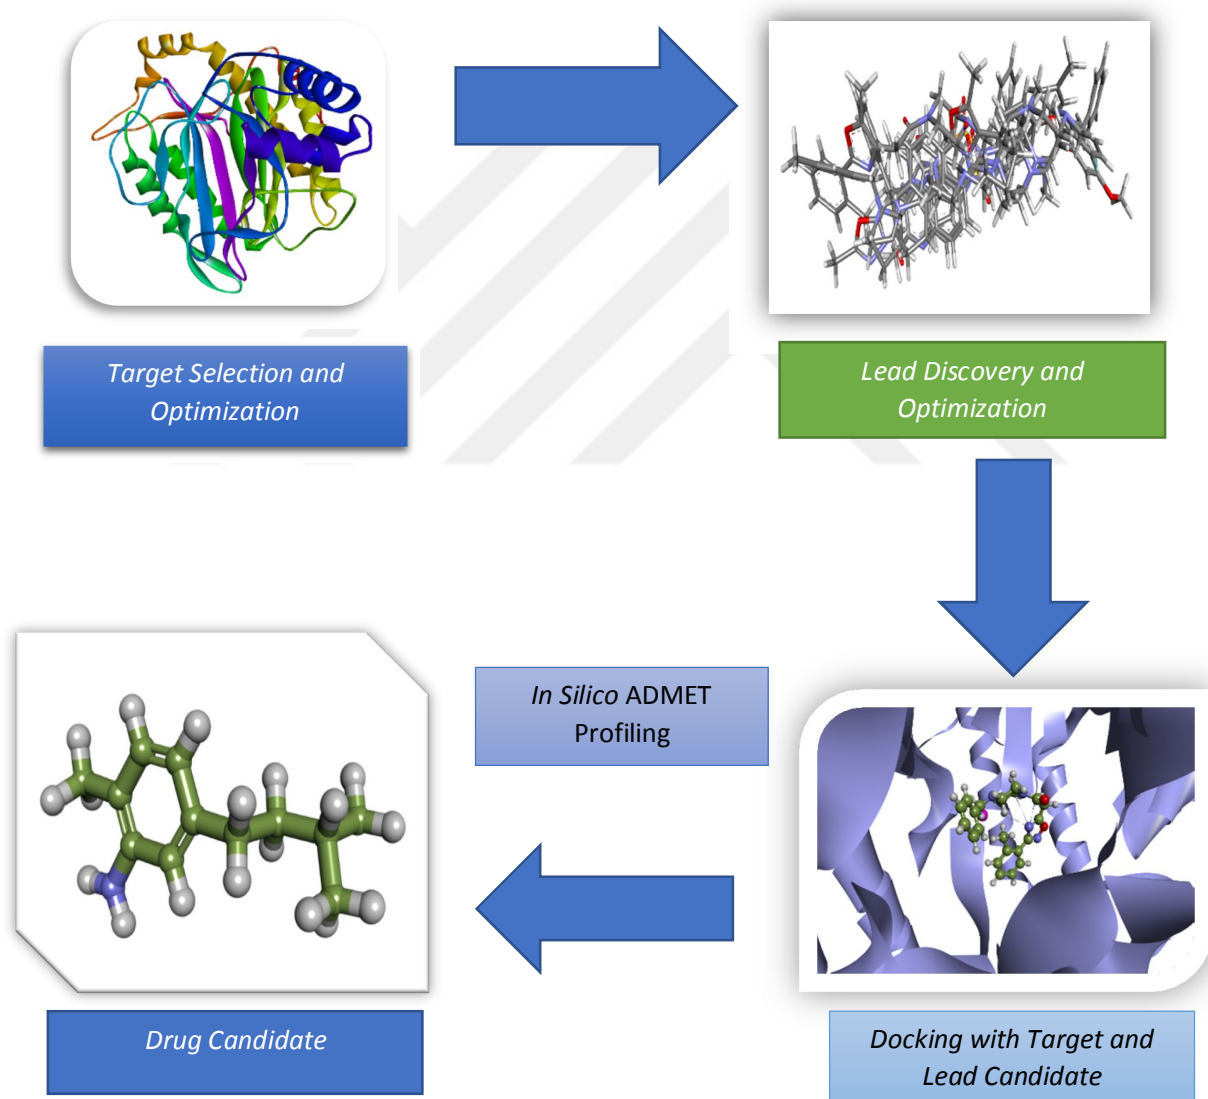 Target Selection and
Optimization
Lead Discovery and
Optimization
In Silico ADMET
Profiling
Drug Candidate
Docking with Target and
Lead Candidate